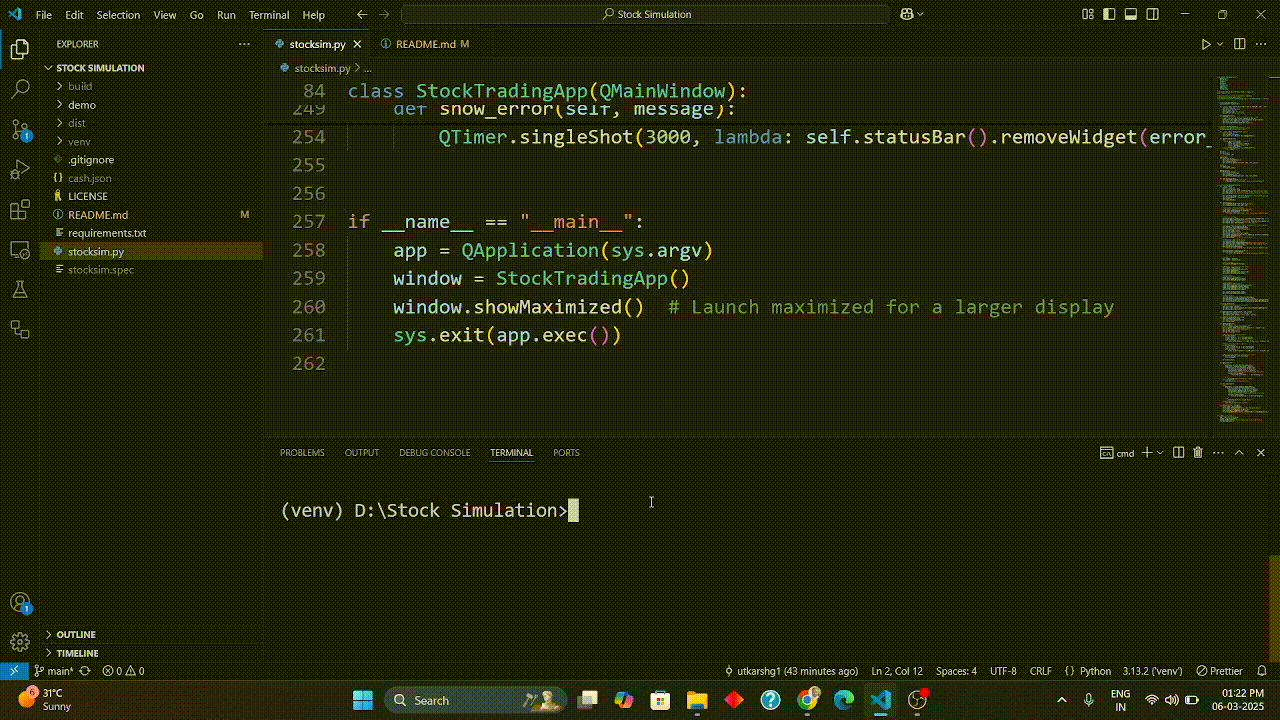 File Edit Selection View Go Run Terminal Help
Stock Simulation
EXPLORER
STOCK SIMULATION
build
demo
dist
venv
.gitignore
cash.json
LICENSE
README.md M
requirements.txt
stocksim.py
stocksim.spec
OUTLINE
TIMELINE
stocksim.py README.md M
stocksim.py > ...
84 class StockTradingApp(QMainWindow):
249 def show_error(self, message):
254 QTimer.singleShot(3000, lambda: self.statusBar().removeWidget(error_
255
256
257 if __name__ == "__main__":
258 app = QApplication(sys.argv)
259 window = StockTradingApp()
260 window.showMaximized() # Launch maximized for a larger display
261 sys.exit(app.exec())
262
PROBLEMS OUTPUT DEBUG CONSOLE TERMINAL PORTS
cmd
(venv) D:\Stock Simulation>
1
1
main* 0 0 utkarshg1 (43 minutes ago) Ln 2, Col 12 Spaces: 4 UTF-8 CRLF {} Python 3.13.2 ('venv') Prettier
6
31°C
Sunny
Search
ENG
IN
01:22 PM
06-03-2025